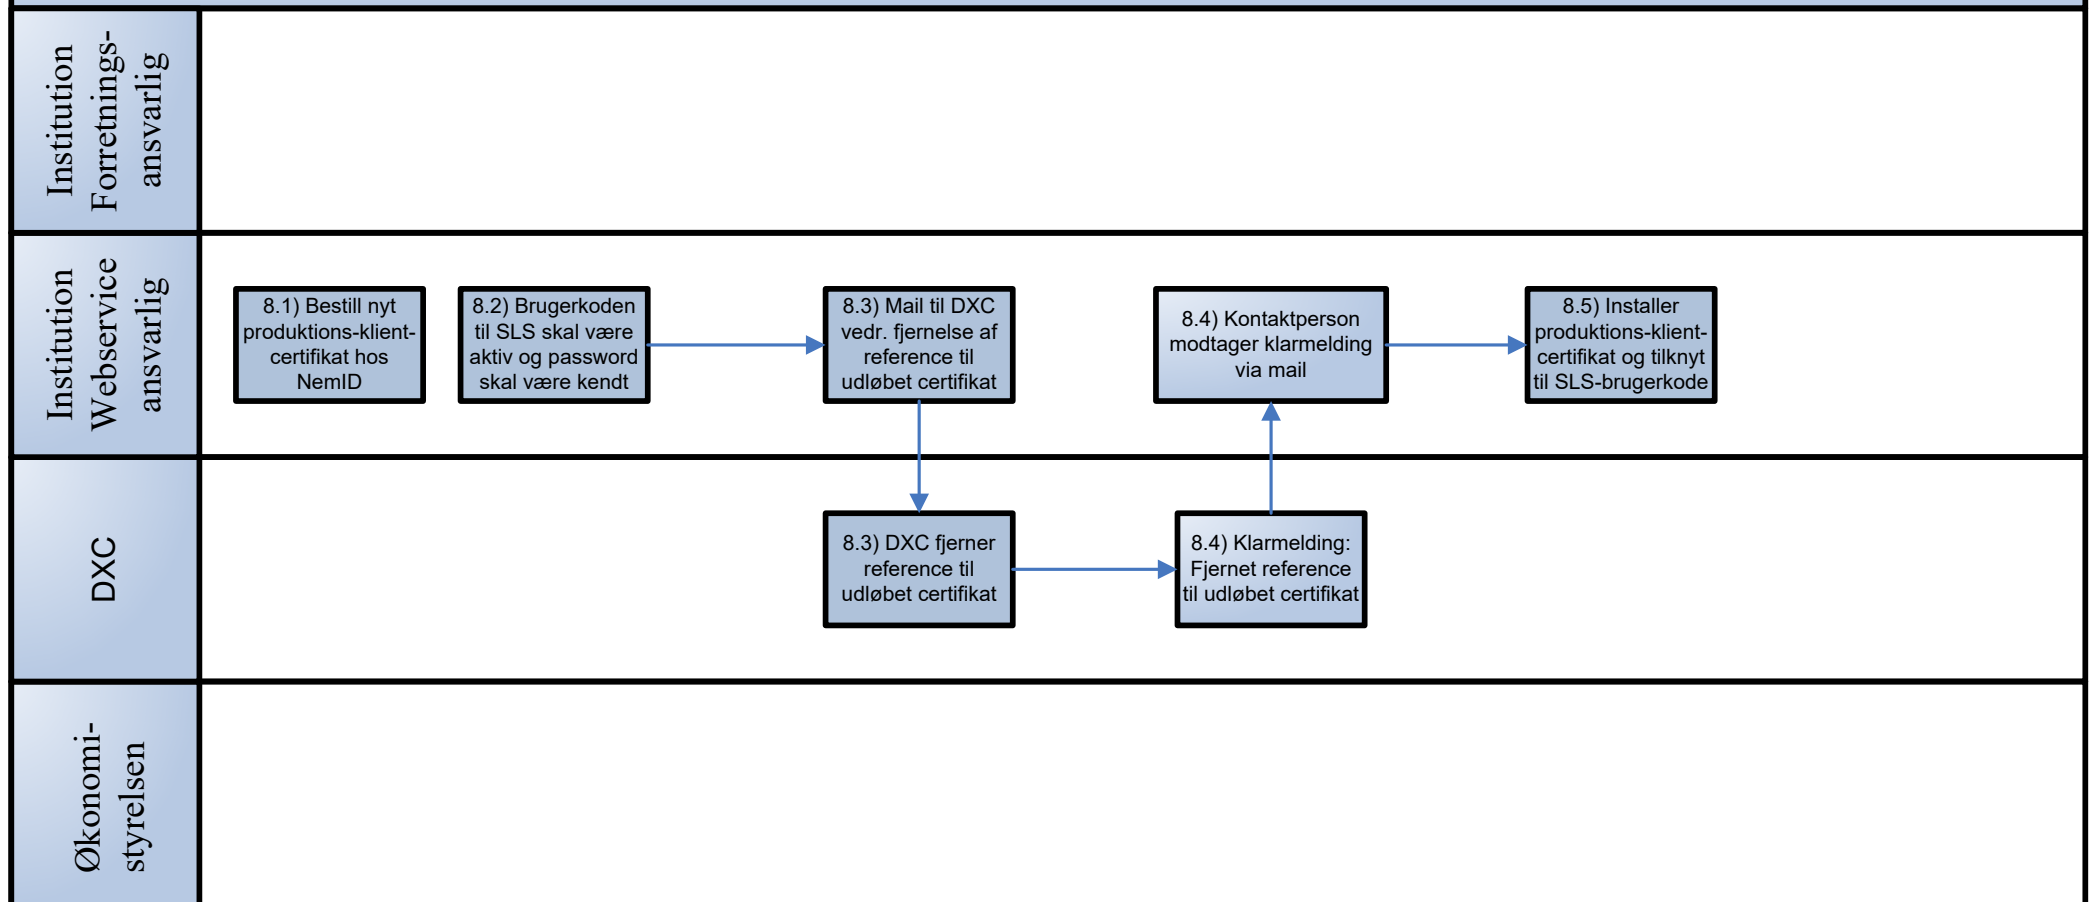 Institution
Forretnings-
ansvarlig
Institution
Webservice
ansvarlig
8.1) Bestill nyt
produktions-klient-
certifikat hos
NemID
8.2) Brugerkoden
til SLS skal være
aktiv og password
skal være kendt
8.3) Mail til DXC
vedr. fjernelse af
reference til
udløbet certifikat
8.4) Kontaktperson
modtager klarmelding
via mail
8.5) Installer
produktions-klient-
certifikat og tilknyt
til SLS-brugerkode
DXC
8.3) DXC fjerner
reference til
udløbet certifikat
8.4) Klarmelding:
Fjernet reference
til udløbet certifikat
Økonomi-
styrelsen